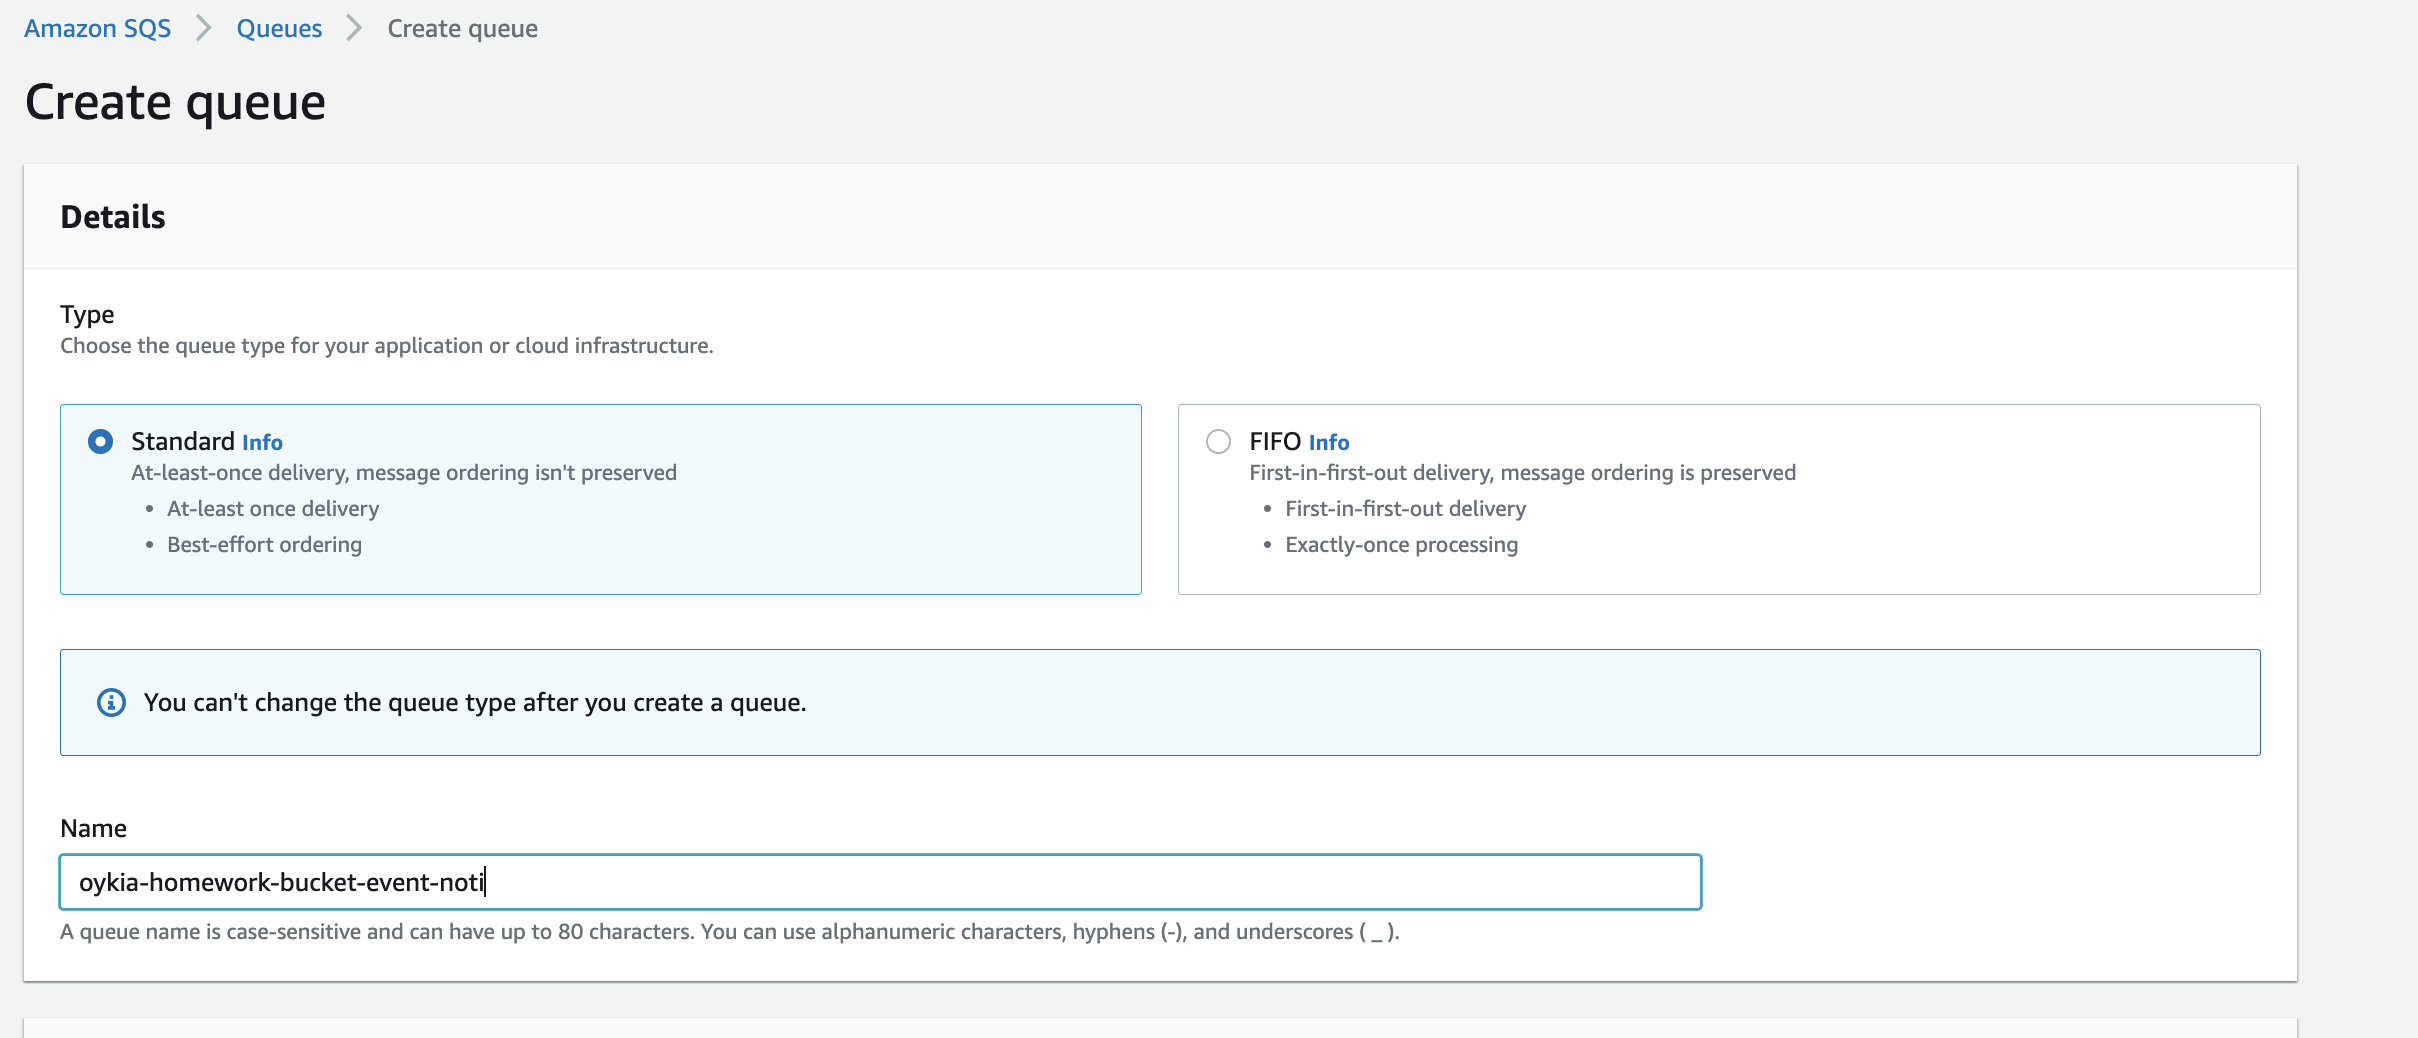 Amazon SQS > Queues > Create queue
Create queue
Details
Type
Choose the queue type for your application or cloud infrastructure.
Standard Info
At-least-once delivery, message ordering isn't preserved
• At-least once delivery
• Best-effort ordering
FIFO Info
First-in-first-out delivery, message ordering is preserved
• First-in-first-out delivery
• Exactly-once processing
You can't change the queue type after you create a queue.
Name
oykia-homework-bucket-event-noti
A queue name is case-sensitive and can have up to 80 characters. You can use alphanumeric characters, hyphens (-), and underscores ( _ ).